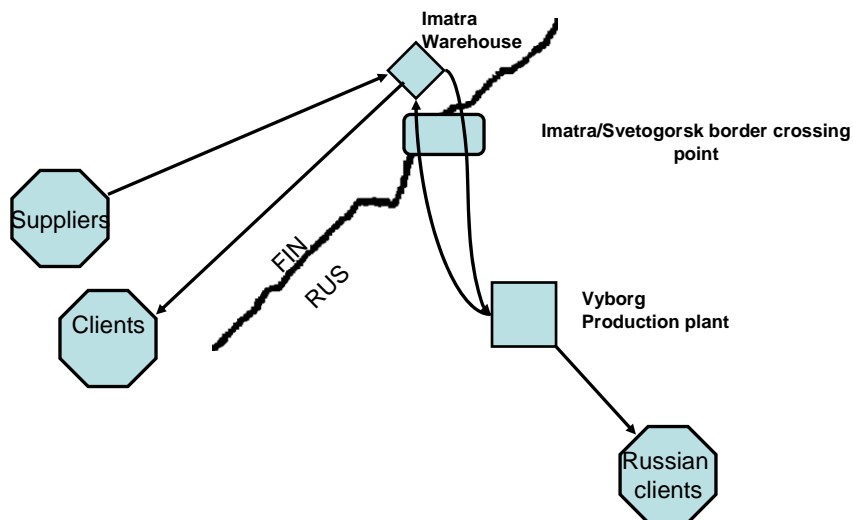 Imatra
Warehouse
Imatra/Svetogorsk border crossing
point
Suppliers
FIN
RUS
Clients
Vyborg
Production plant
Russian
clients